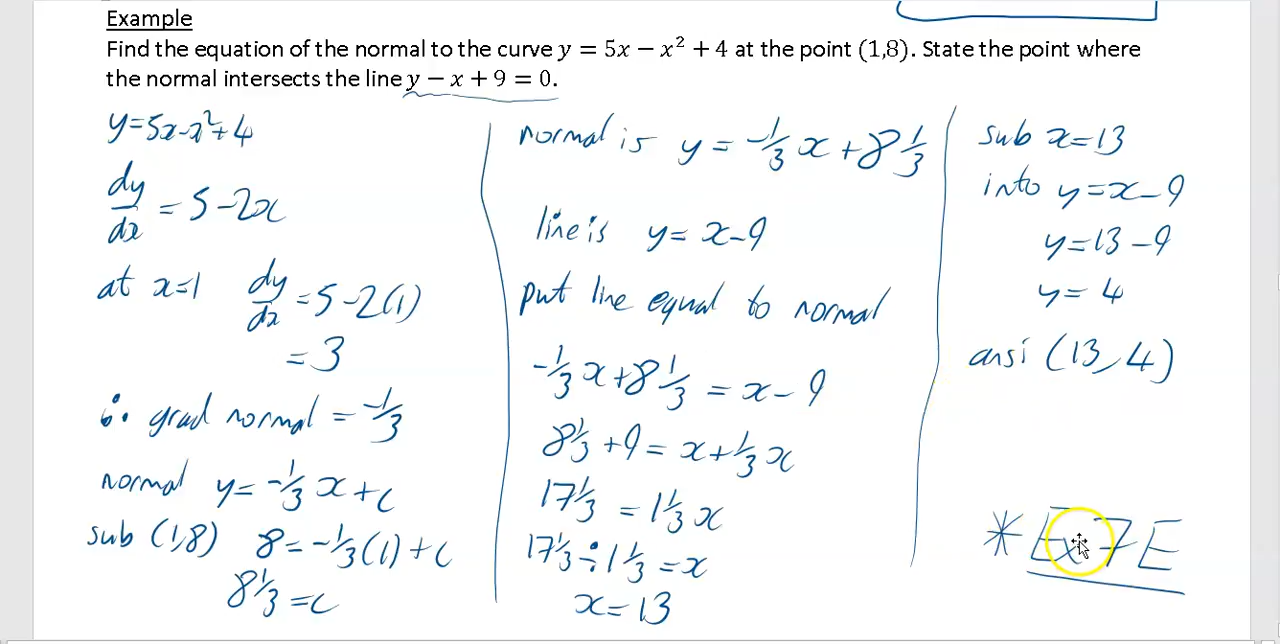 Example
Find the equation of the normal to the curve y = 5x − x² + 4 at the point (1,8). State the point where
the normal intersects the line y − x + 9 = 0.
y=5x-x²+4
dy/dx = 5-2x
at x=1 dy/dx = 5-2(1)
= 3
∴ grad normal = -1/3
normal y= -1/3 x + c
sub (1,8) 8 = -1/3(1)+c
8 1/3 = c
normal is y = -1/3 x + 8 1/3
line is y = x-9
put line equal to normal
-1/3 x + 8 1/3 = x - 9
8 1/3 + 9 = x + 1/3 x
17 1/3 = 1 1/3 x
17 1/3 ÷ 1 1/3 = x
x = 13
sub x=13
into y=x-9
y=13-9
y= 4
ans: (13,4)
* Ex 7E